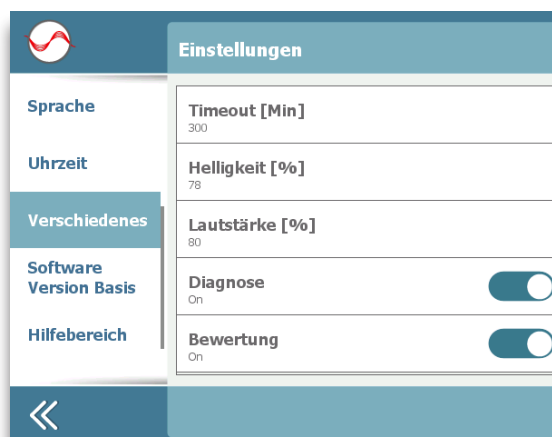 Einstellungen
Sprache
Uhrzeit
Verschiedenes
Software
Version Basis
Hilfebereich
Timeout [Min]
300
Helligkeit [%]
78
Lautstärke [%]
80
Diagnose
On
Bewertung
On